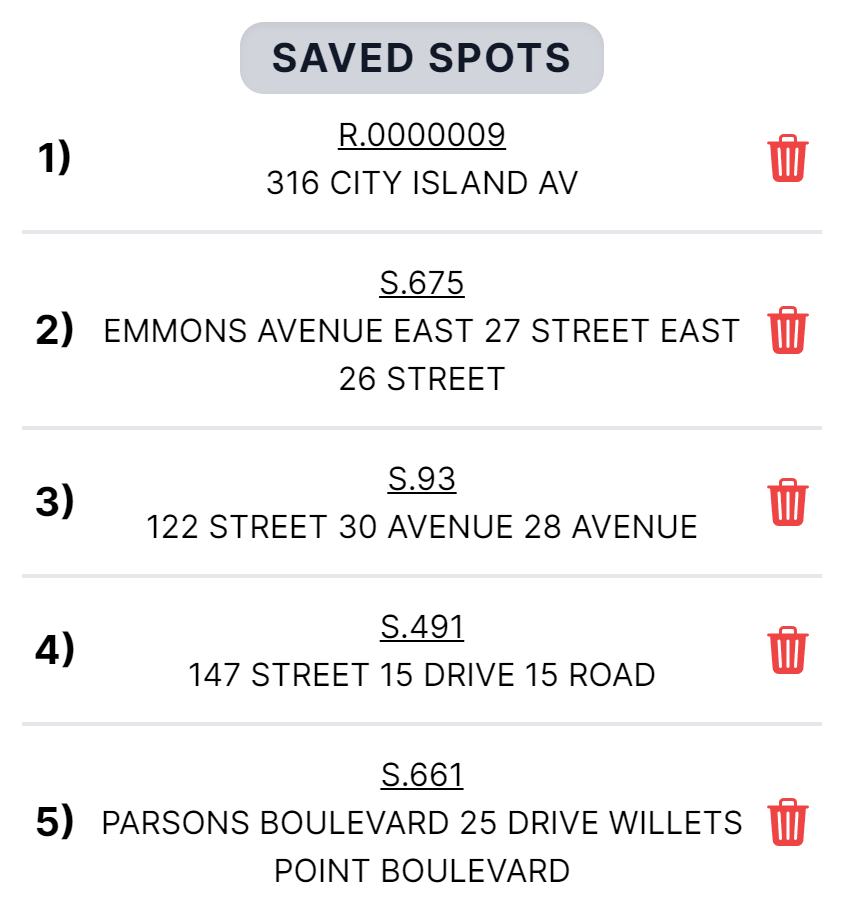 SAVED SPOTS
1)
R.0000009
316 CITY ISLAND AV
2)
S.675
EMMONS AVENUE EAST 27 STREET EAST
26 STREET
3)
S.93
122 STREET 30 AVENUE 28 AVENUE
4)
S.491
147 STREET 15 DRIVE 15 ROAD
5)
S.661
PARSONS BOULEVARD 25 DRIVE WILLETS
POINT BOULEVARD